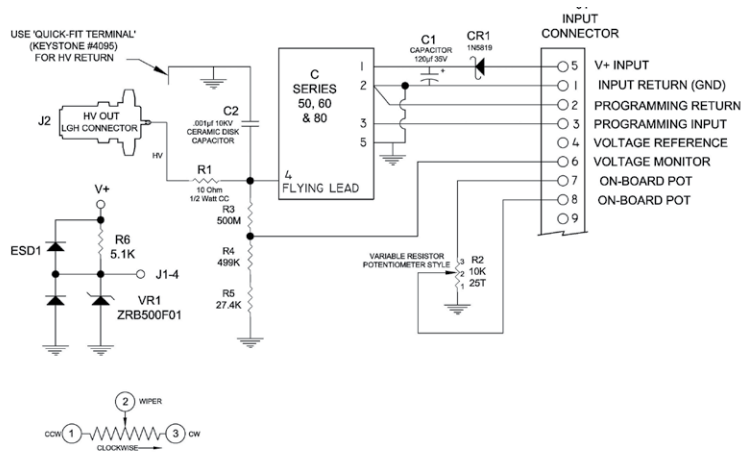 INPUT
CONNECTOR
USE 'QUICK-FIT TERMINAL'
(KEYSTONE #4095)
FOR HV RETURN
C1
CAPACITOR
120µf 35V
+
CR1
1N5819
C
SERIES
50, 60
& 80
1
2
3
5
4
FLYING LEAD
5 V+ INPUT
1 INPUT RETURN (GND)
2 PROGRAMMING RETURN
3 PROGRAMMING INPUT
4 VOLTAGE REFERENCE
6 VOLTAGE MONITOR
7 ON-BOARD POT
8 ON-BOARD POT
9
J2
HV OUT
LGH CONNECTOR
HV
C2
.001µf 10KV
CERAMIC DISK
CAPACITOR
R1
10 Ohm
1/2 Watt CC
R3
500M
R4
499K
R5
27.4K
VARIABLE RESISTOR
POTENTIOMETER STYLE
3
2
1
R2
10K
25T
V+
ESD1
R6
5.1K
J1-4
VR1
ZRB500F01
2 WIPER
CCW 1
3 CW
CLOCKWISE